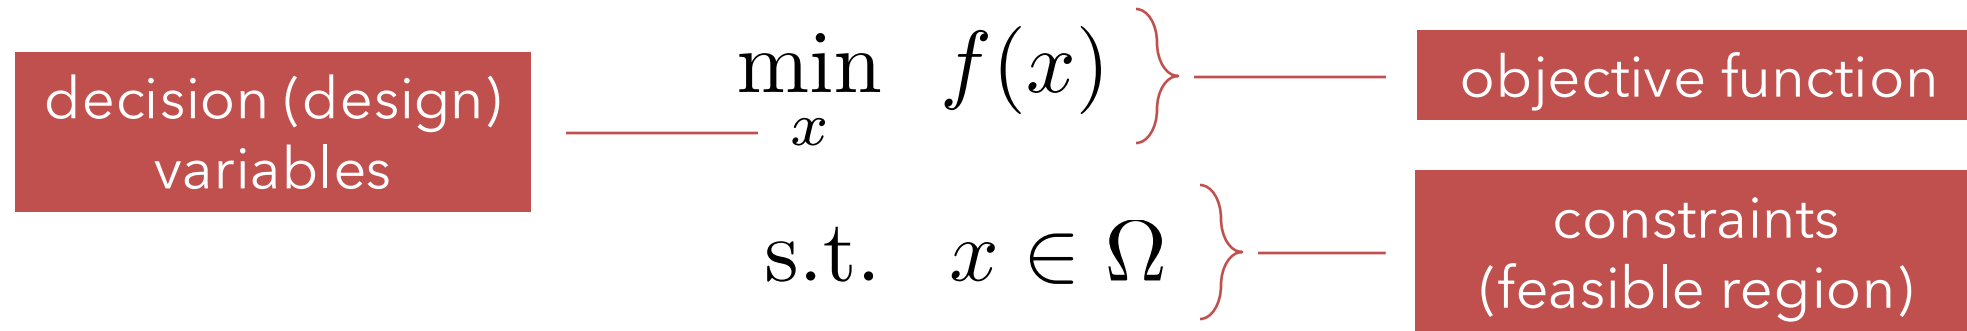 decision (design)
variables
min f(x)
x
objective function
s.t. x ∈ Ω
constraints
(feasible region)